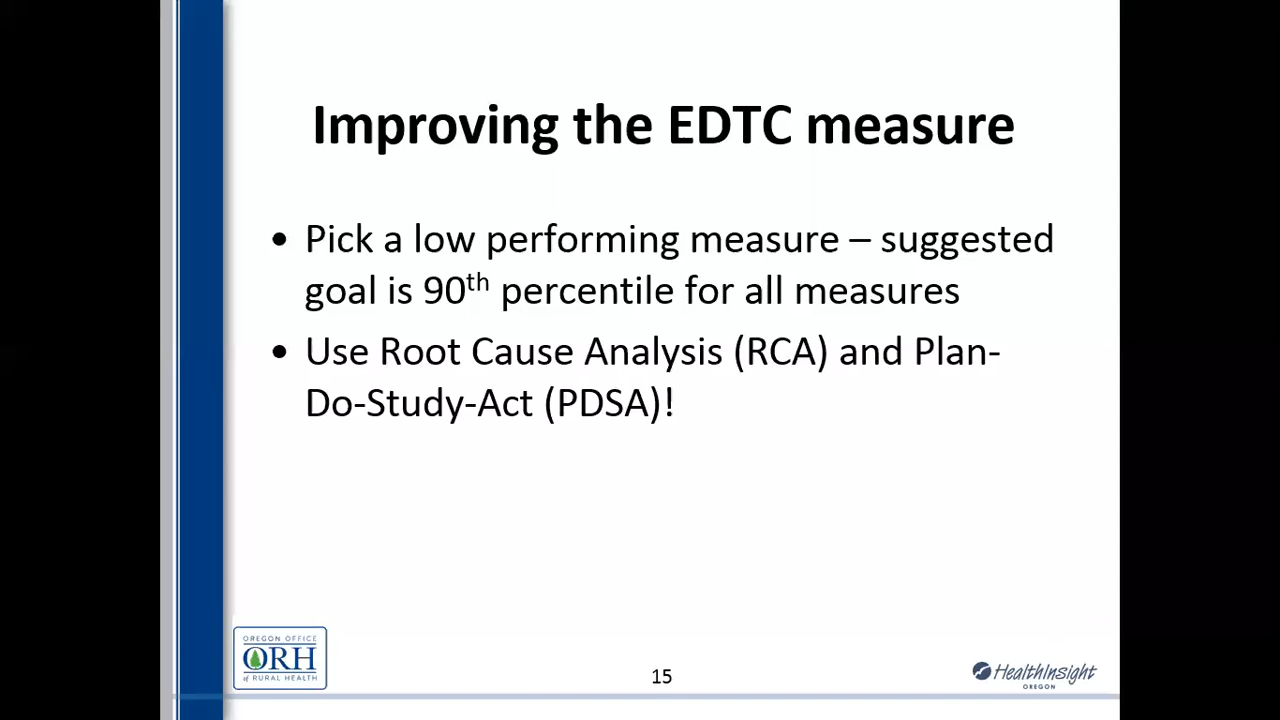 Improving the EDTC measure
• Pick a low performing measure – suggested
goal is 90th percentile for all measures
• Use Root Cause Analysis (RCA) and Plan-
Do-Study-Act (PDSA)!
OREGON OFFICE
ORH
of RURAL HEALTH
15
HealthInsight
OREGON